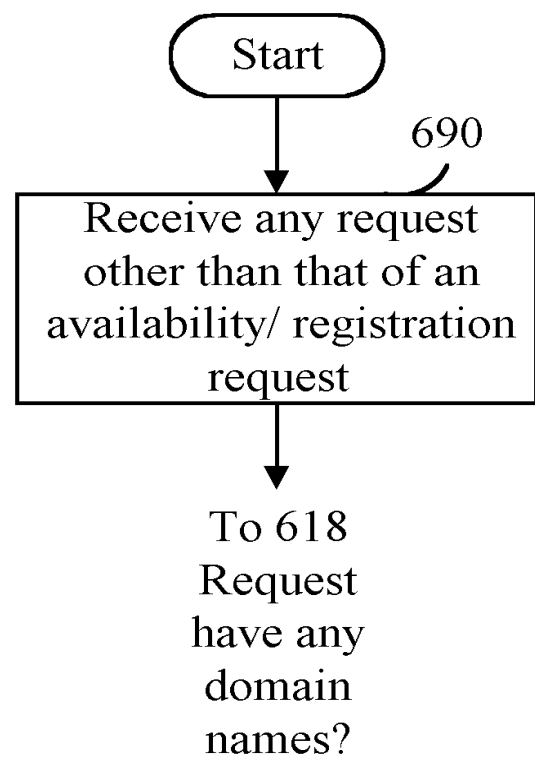 Start
690
Receive any request
other than that of an
availability/ registration
request
To 618
Request
have any
domain
names?